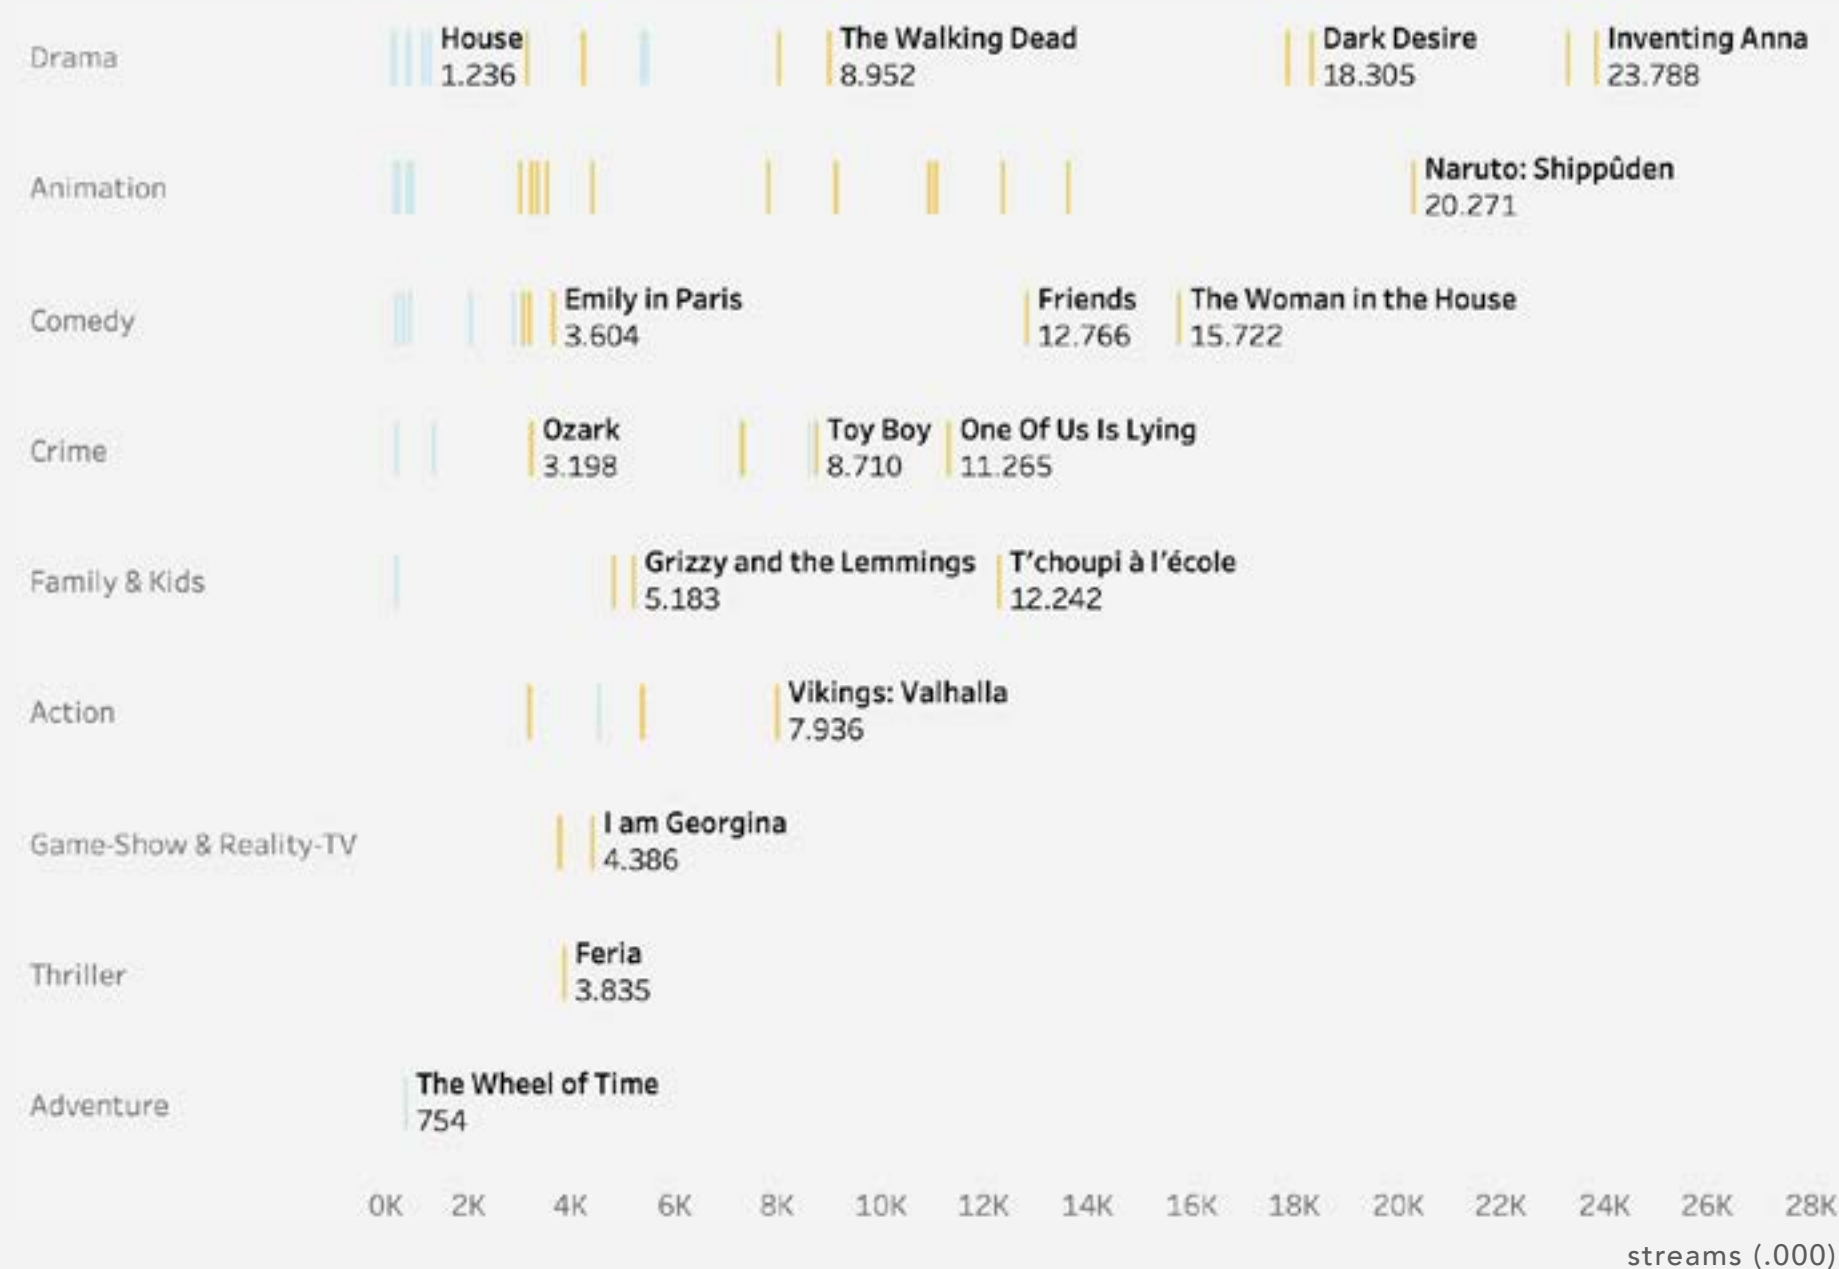 Drama
House
1.236
The Walking Dead
8.952
Dark Desire
18.305
Inventing Anna
23.788
Animation
Naruto: Shippûden
20.271
Comedy
Emily in Paris
3.604
Friends
12.766
The Woman in the House
15.722
Crime
Ozark
3.198
Toy Boy
8.710
One Of Us Is Lying
11.265
Family & Kids
Grizzy and the Lemmings
5.183
T'choupi à l'école
12.242
Action
Vikings: Valhalla
7.936
Game-Show & Reality-TV
I am Georgina
4.386
Thriller
Feria
3.835
Adventure
The Wheel of Time
754
0K 2K 4K 6K 8K 10K 12K 14K 16K 18K 20K 22K 24K 26K 28K
streams (.000)